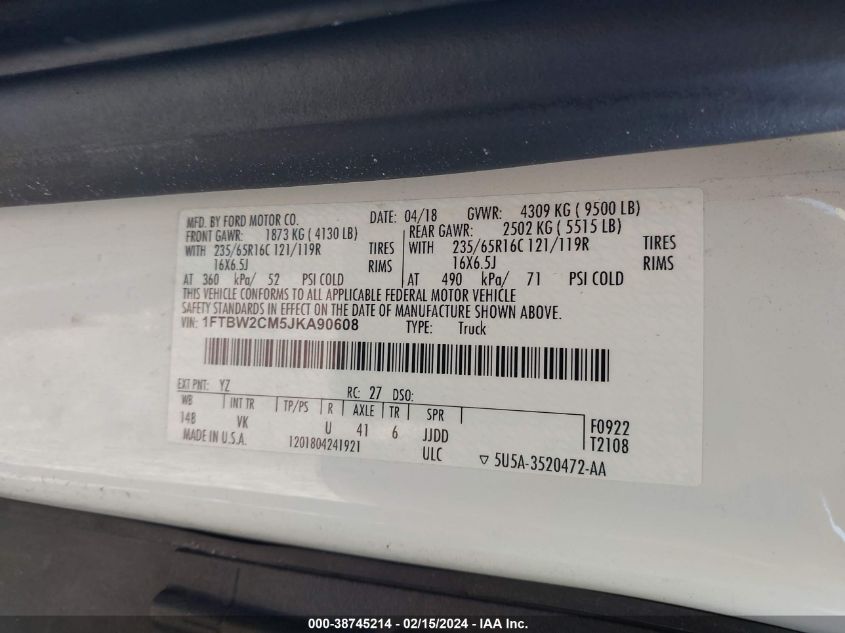 MFD. BY FORD MOTOR CO. DATE: 04/18 GVWR: 4309 KG ( 9500 LB)
FRONT GAWR: 1873 KG ( 4130 LB) REAR GAWR: 2502 KG ( 5515 LB)
WITH 235/65R16C 121/119R TIRES WITH 235/65R16C 121/119R TIRES
16X6.5J RIMS 16X6.5J RIMS
AT 360 kPa/ 52 PSI COLD AT 490 kPa/ 71 PSI COLD
THIS VEHICLE CONFORMS TO ALL APPLICABLE FEDERAL MOTOR VEHICLE
SAFETY STANDARDS IN EFFECT ON THE DATE OF MANUFACTURE SHOWN ABOVE.
VIN: 1FTBW2CM5JKA90608 TYPE: Truck
EXT PNT: YZ RC: 27 DSO:
WB INT TR TP/PS R AXLE TR SPR F0922
148 VK U 41 6 JJDD T2108
MADE IN U.S.A. 1201804241921 ULC ▽ 5U5A-3520472-AA
000-38745214 - 02/15/2024 - IAA Inc.